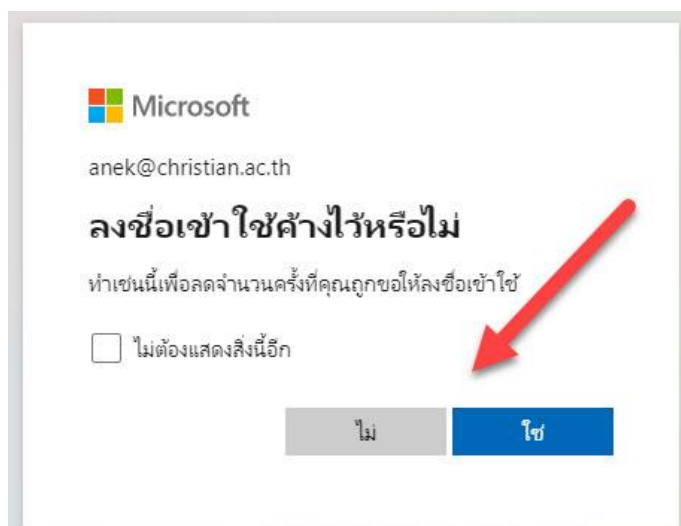 Microsoft
anek@christian.ac.th
ลงชื่อเข้าใช้ค้างไว้หรือไม่
ทำเช่นนี้เพื่อลดจำนวนครั้งที่คุณถูกขอให้ลงชื่อเข้าใช้
ไม่ต้องแสดงสิ่งนี้อีก
ไม่ ใช่